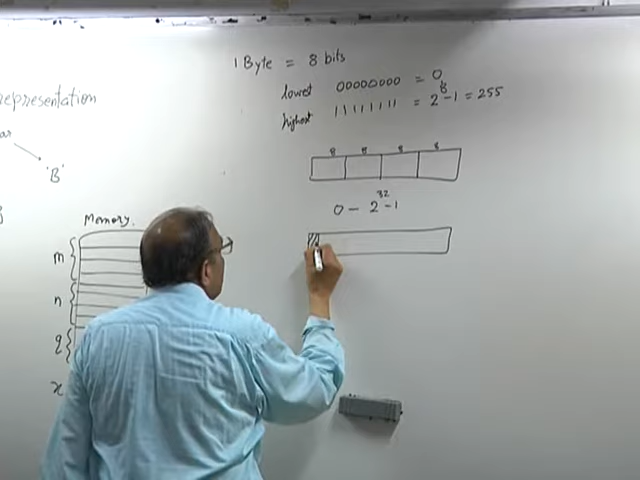 1 Byte = 8 bits
lowest 00000000 = 0
highest 11111111 = 2^8 - 1 = 255
8 8 8 8
0 - 2^32 - 1
representation
'B'
Memory.
m
n
q
x